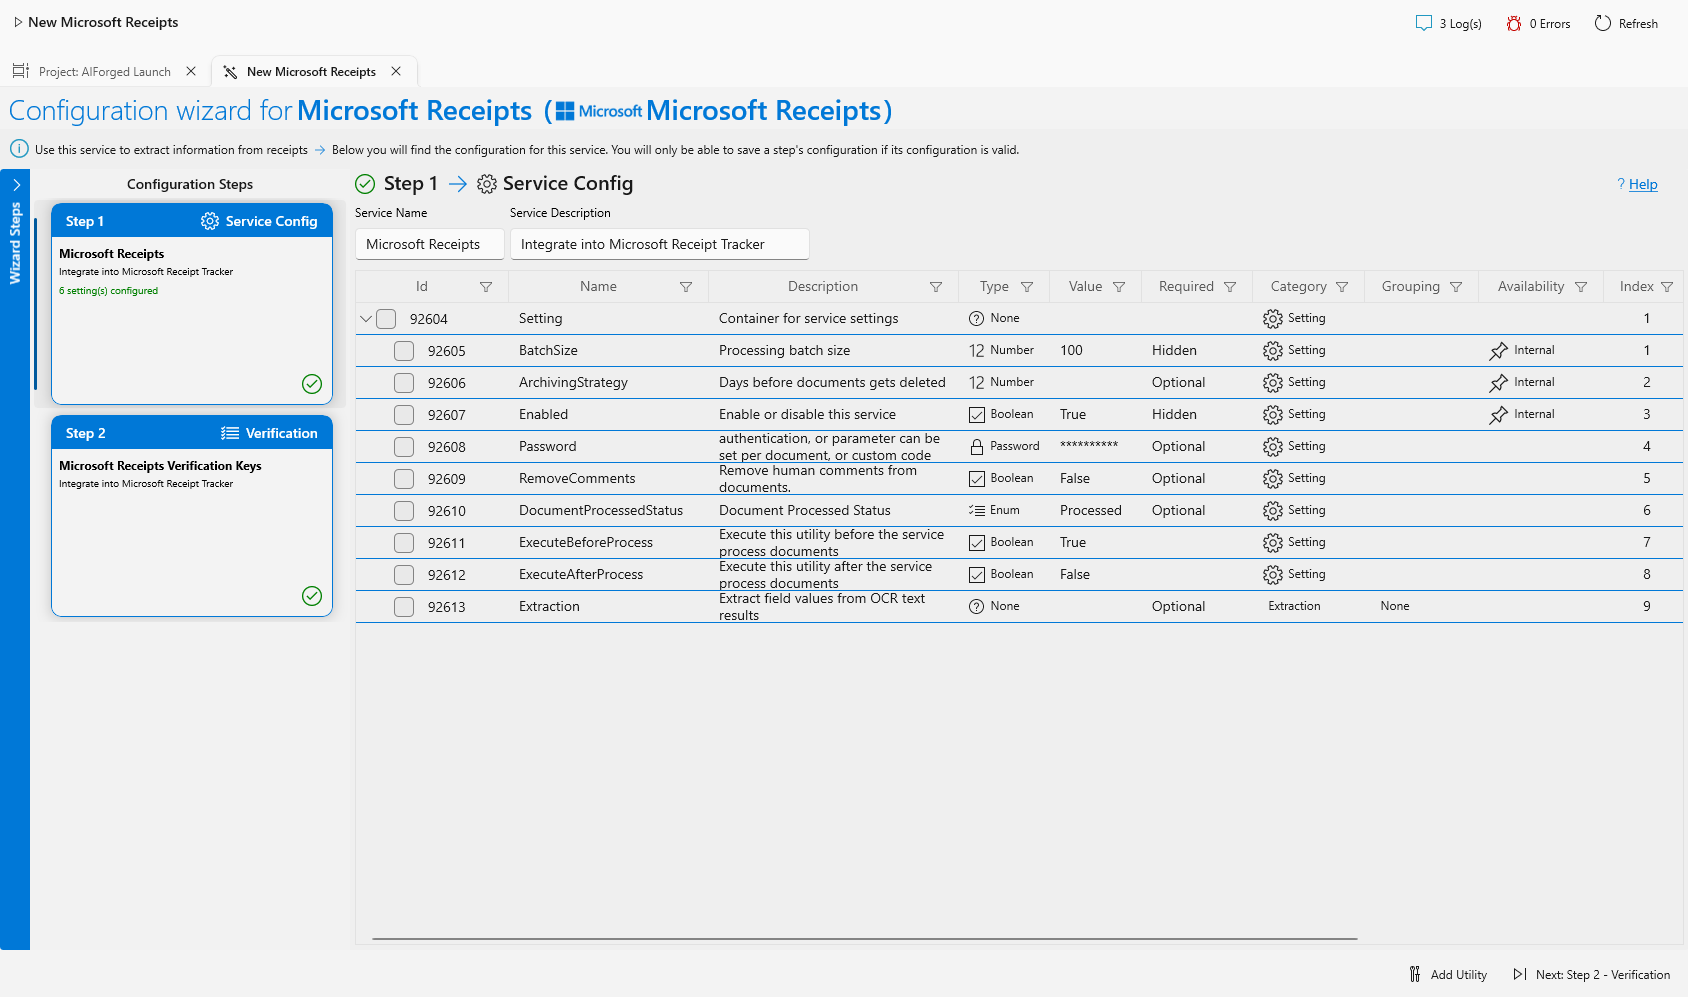 New Microsoft Receipts
3 Log(s)
0 Errors
Refresh
Project: AIForged Launch
New Microsoft Receipts
Configuration wizard for Microsoft Receipts (Microsoft Microsoft Receipts)
Use this service to extract information from receipts → Below you will find the configuration for this service. You will only be able to save a step's configuration if its configuration is valid.
Wizard Steps
Configuration Steps
Step 1 Service Config
Microsoft Receipts
Integrate into Microsoft Receipt Tracker
6 setting(s) configured
Step 2 Verification
Microsoft Receipts Verification Keys
Integrate into Microsoft Receipt Tracker
Step 1 → Service Config
? Help
Service Name Service Description
Microsoft Receipts Integrate into Microsoft Receipt Tracker
Id Name Description Type Value Required Category Grouping Availability Index
92604 Setting Container for service settings None Setting 1
92605 BatchSize Processing batch size 12 Number 100 Hidden Setting Internal 1
92606 ArchivingStrategy Days before documents gets deleted 12 Number Optional Setting Internal 2
92607 Enabled Enable or disable this service Boolean True Hidden Setting Internal 3
authentication, or parameter can be
92608 Password set per document, or custom code Password ********** Optional Setting 4
92609 RemoveComments Remove human comments from Boolean False Optional Setting 5
documents.
92610 DocumentProcessedStatus Document Processed Status Enum Processed Optional Setting 6
92611 ExecuteBeforeProcess Execute this utility before the service Boolean True Setting 7
process documents
92612 ExecuteAfterProcess Execute this utility after the service Boolean False Setting 8
process documents
92613 Extraction Extract field values from OCR text None Optional Extraction None 9
results
Add Utility
Next: Step 2 - Verification